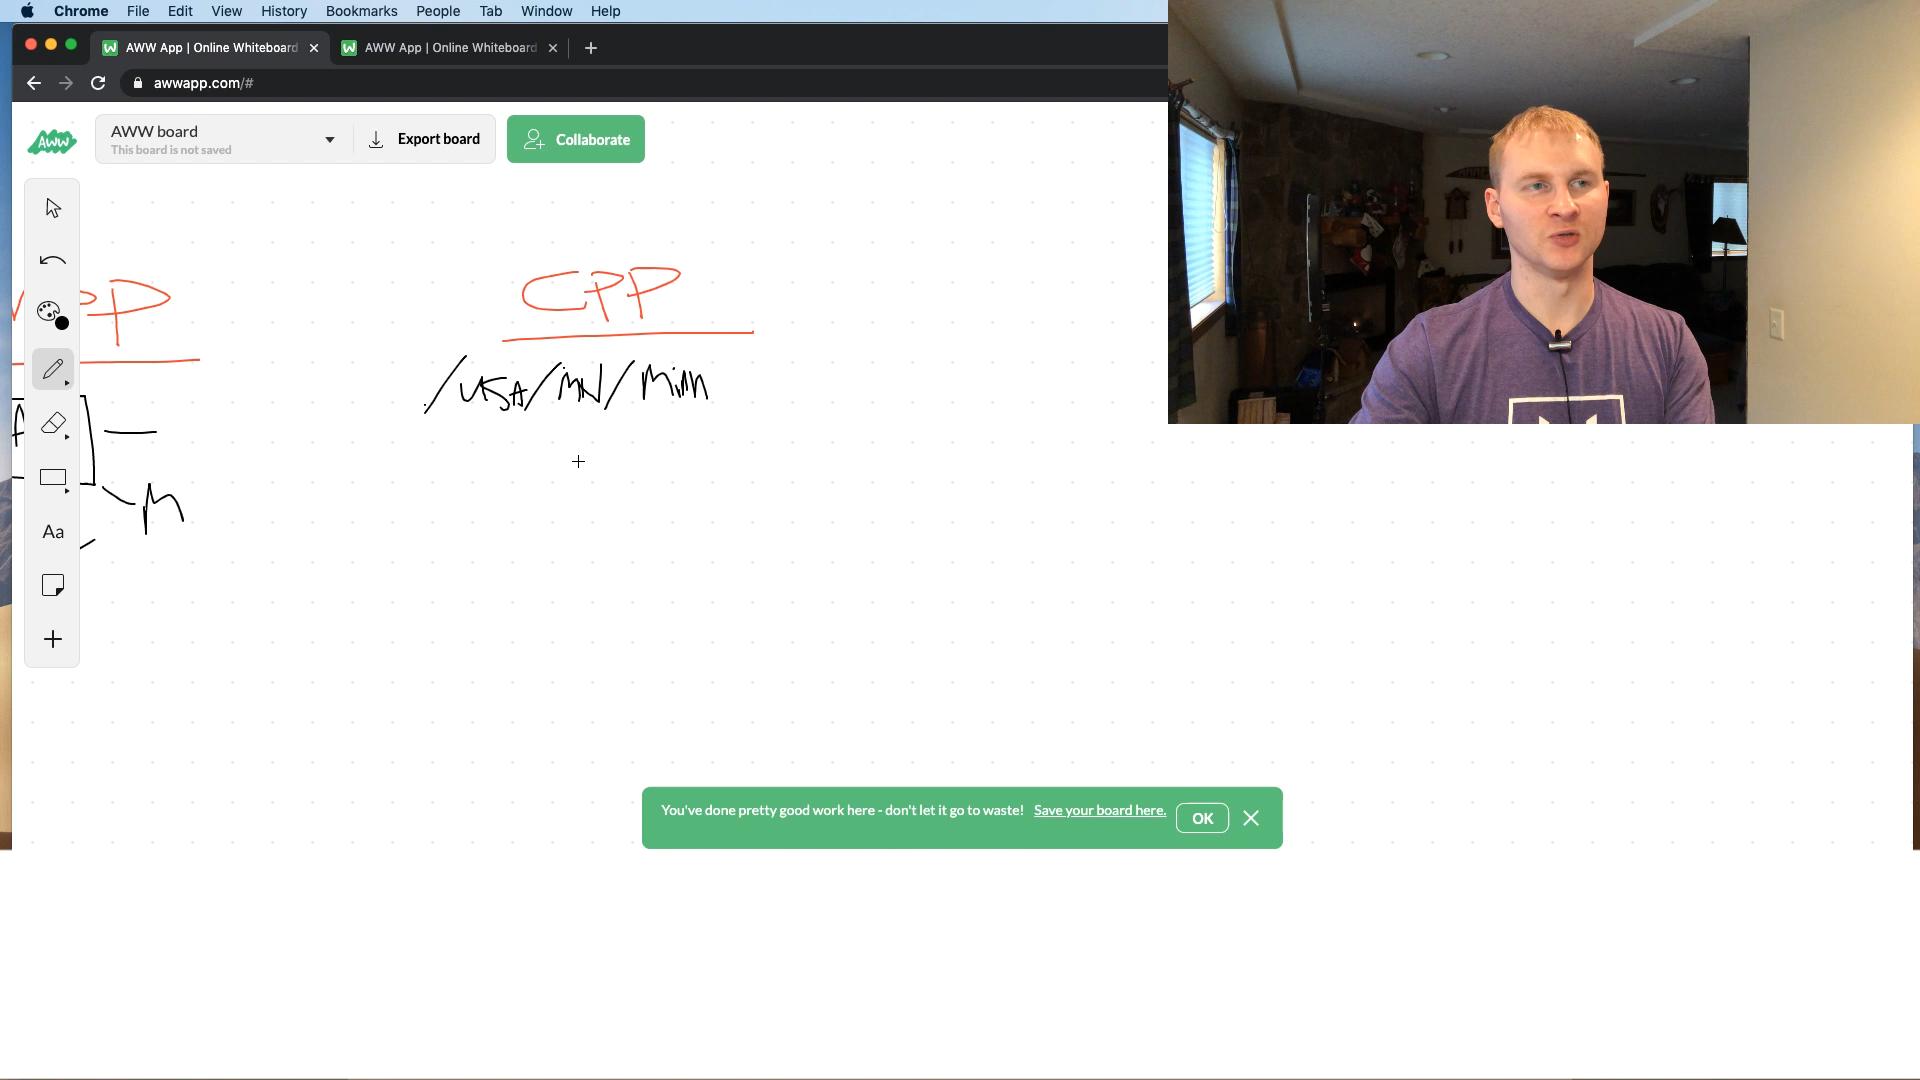 Chrome File Edit View History Bookmarks People Tab Window Help
AWW App | Online Whiteboard
AWW App | Online Whiteboard
awwapp.com/#
AWW
AWW board
This board is not saved
Export board
Collaborate
CPP
/USA/MN/Minn
PP
M
Aa
You've done pretty good work here - don't let it go to waste! Save your board here. OK